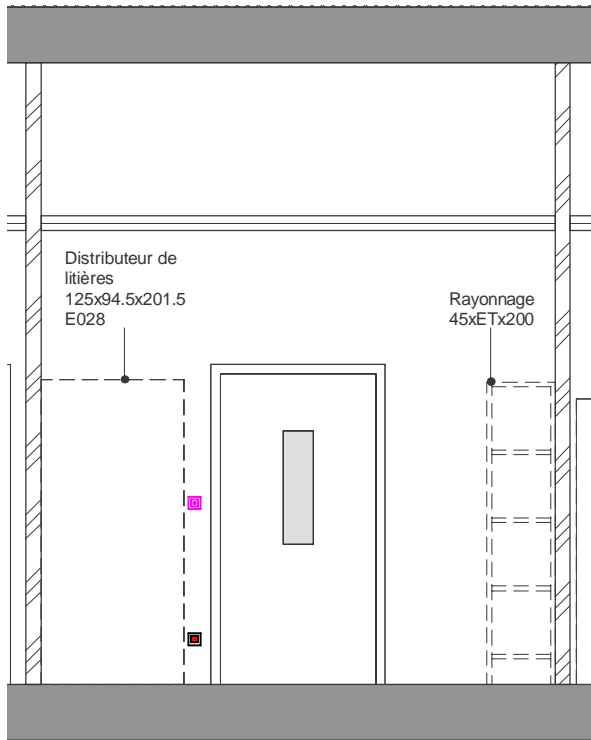 Distributeur de
litières
125x94.5x201.5
E028
Rayonnage
45xETx200